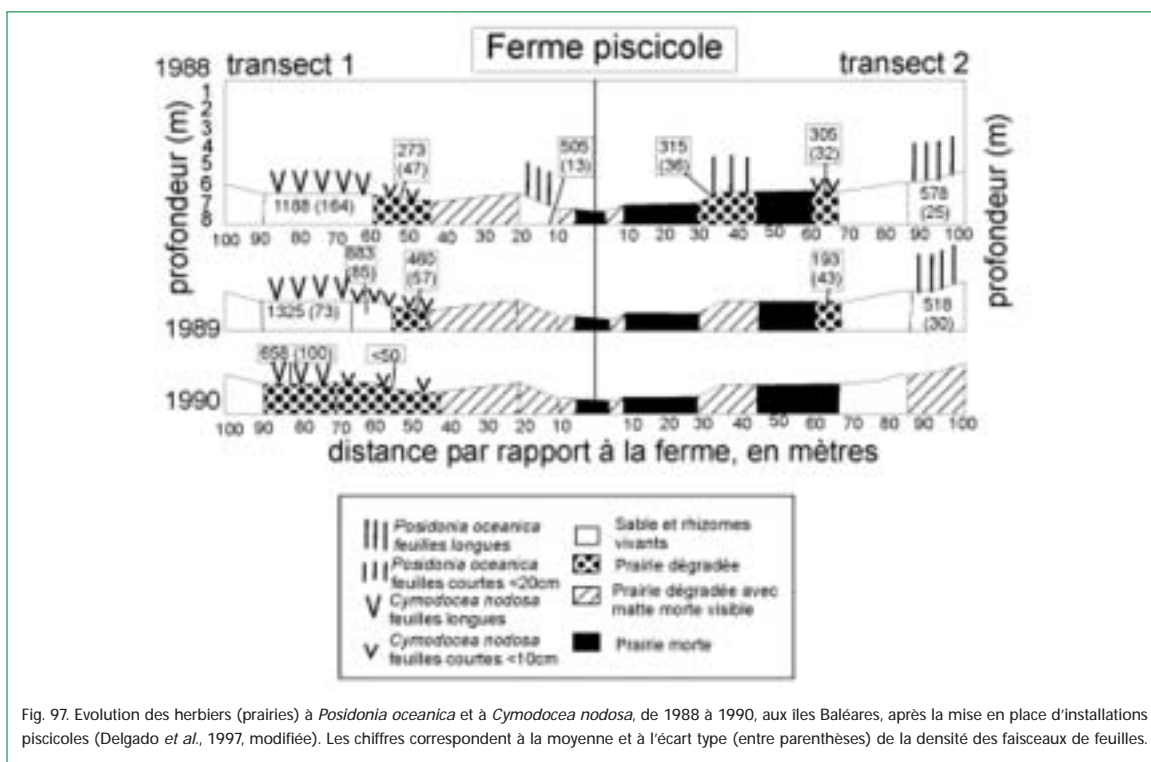 Ferme piscicole
1988 transect 1 transect 2
profondeur (m)
profondeur (m)
1
2
3
4
5
6
7
8
273
(47)
505
(13)
315
(36)
305
(32)
1188 (164)
578
(25)
100 90 80 70 60 50 40 30 20 10 10 20 30 40 50 60 70 80 90 100
(85)
460
(57)
193
(43)
1325 (73)
518
(30)
1989
658 (100)
<50
1990
100 90 80 70 60 50 40 30 20 10 10 20 30 40 50 60 70 80 90 100
distance par rapport à la ferme, en mètres
Posidonia oceanica
feuilles longues
Posidonia oceanica
feuilles courtes <20cm
Cymodocea nodosa
feuilles longues
Cymodocea nodosa
feuilles courtes <10cm
Sable et rhizomes
vivants
Prairie dégradée
Prairie dégradée avec
matte morte visible
Prairie morte
Fig. 97. Evolution des herbiers (prairies) à Posidonia oceanica et à Cymodocea nodosa, de 1988 à 1990, aux îles Baléares, après la mise en place d'installations
piscicoles (Delgado et al., 1997, modifiée). Les chiffres correspondent à la moyenne et à l'écart type (entre parenthèses) de la densité des faisceaux de feuilles.